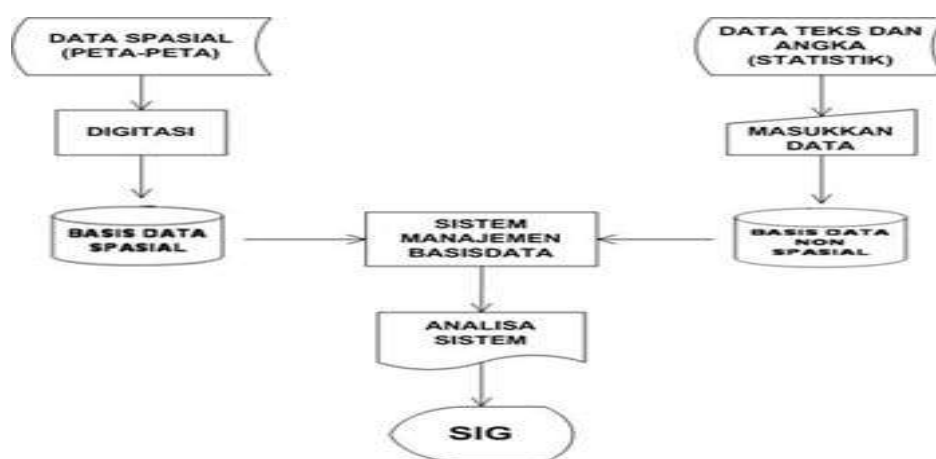 DATA SPASIAL
(PETA-PETA)
DATA TEKS DAN
ANGKA
(STATISTIK)
DIGITASI
MASUKKAN
DATA
BASIS DATA
SPASIAL
SISTEM
MANAJEMEN
BASISDATA
BASIS DATA
NON
SPASIAL
ANALISA
SISTEM
SIG